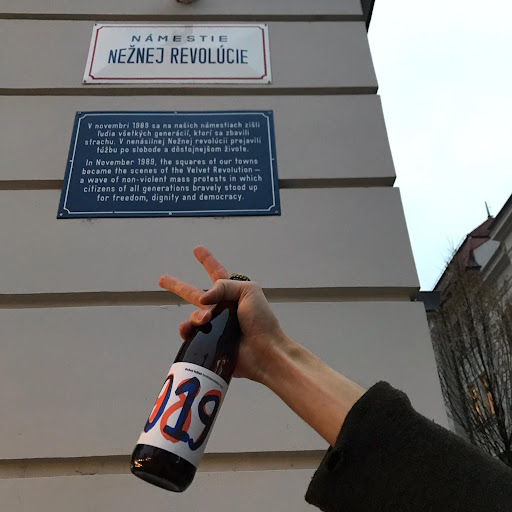 NÁMESTIE
NEŽNEJ REVOLÚCIE
V novembri 1989 sa na našich námestiach zišli
ľudia všetkých generácií, ktorí sa zbavili
strachu. V nenásilnej Nežnej revolúcii prejavili
túžbu po slobode a dôstojnejšom živote.
In November 1989, the squares of our towns
became the scenes of the Velvet Revolution —
a wave of non-violent mass protests in which
citizens of all generations bravely stood up
for freedom, dignity and democracy.
019